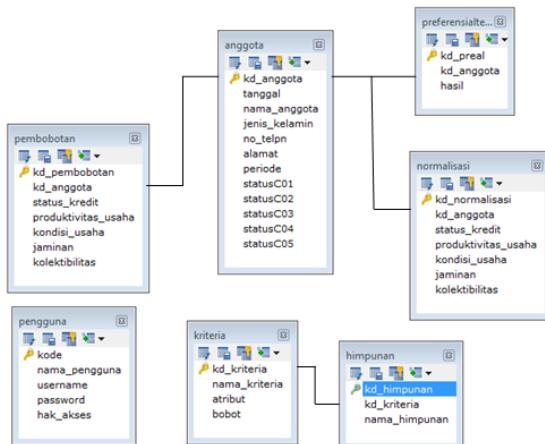 preferensialte...
kd_preal
kd_anggota
hasil
anggota
kd_anggota
tanggal
nama_anggota
jenis_kelamin
no_telpn
alamat
periode
statusC01
statusC02
statusC03
statusC04
statusC05
pembobotan
kd_pembobotan
kd_anggota
status_kredit
produktivitas_usaha
kondisi_usaha
jaminan
kolektibilitas
normalisasi
kd_normalisasi
kd_anggota
status_kredit
produktivitas_usaha
kondisi_usaha
jaminan
kolektibilitas
pengguna
kode
nama_pengguna
username
password
hak_akses
kriteria
kd_kriteria
nama_kriteria
atribut
bobot
himpunan
kd_himpunan
kd_kriteria
nama_himpunan